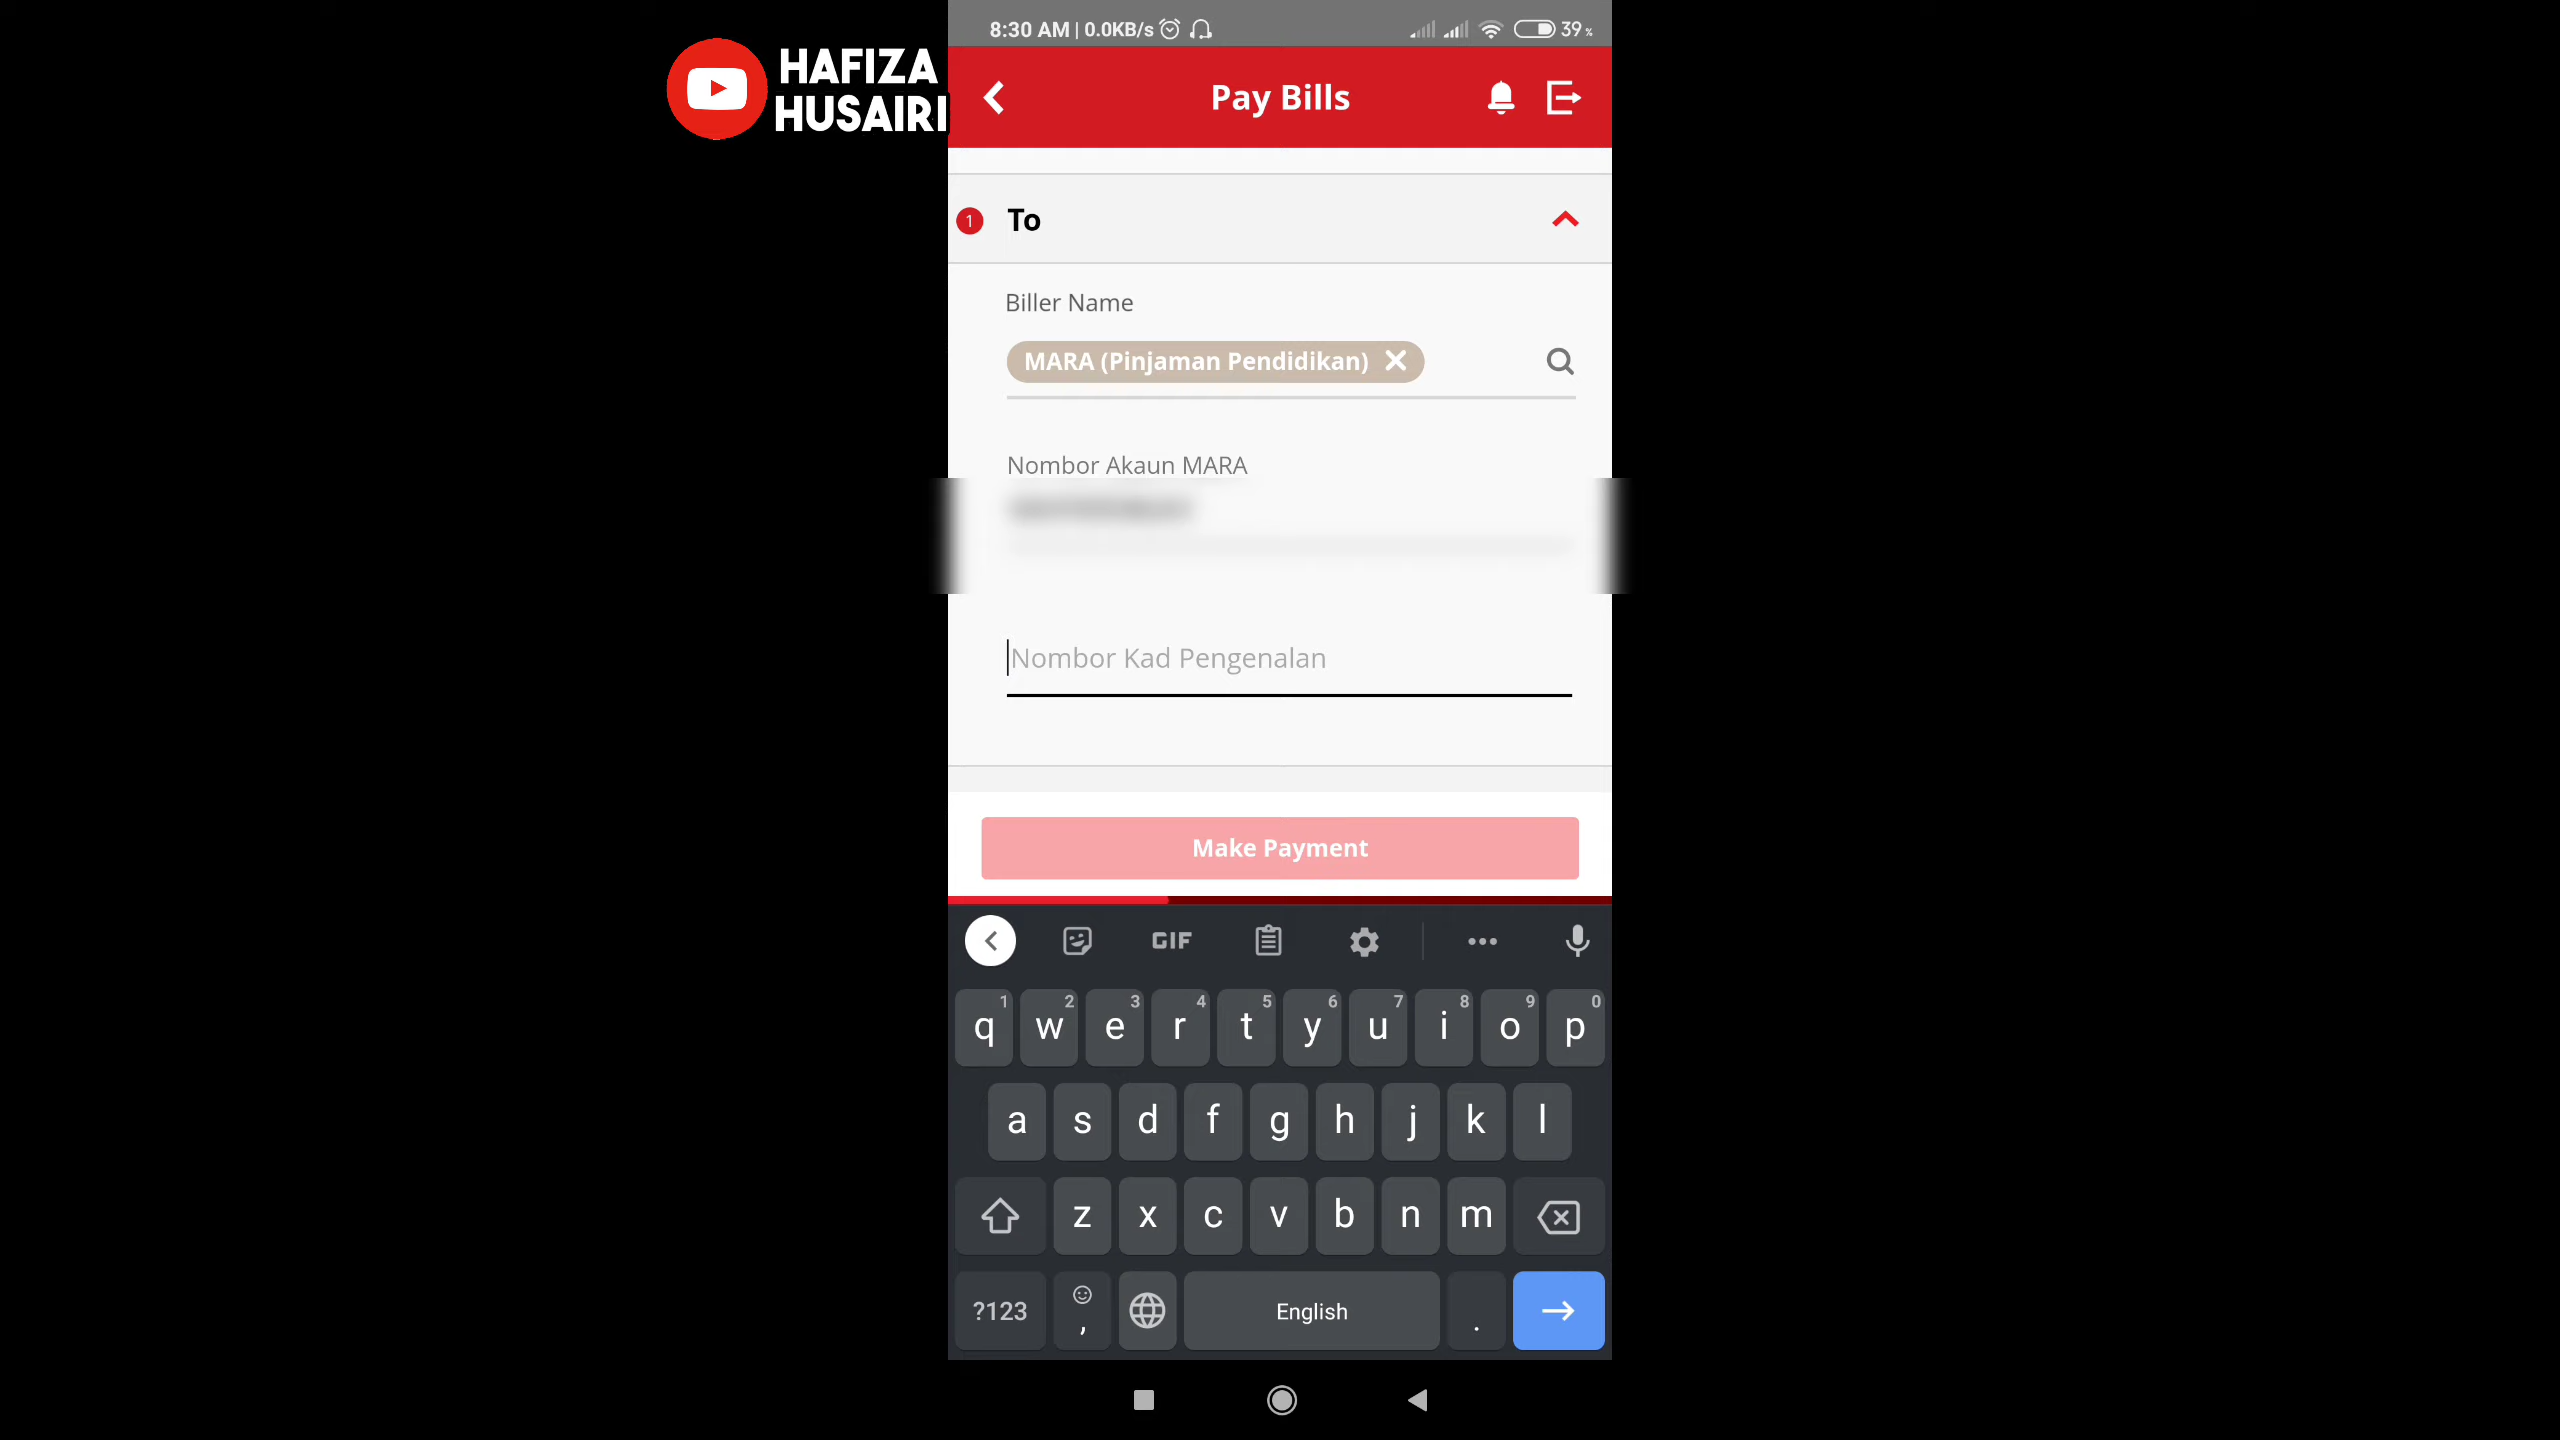 HAFIZA
HUSAIRI
8:30 AM | 0.0KB/s
39%
Pay Bills
1
To
Biller Name
MARA (Pinjaman Pendidikan)
Nombor Akaun MARA
Nombor Kad Pengenalan
Make Payment
GIF
1 2 3 4 5 6 7 8 9 0
q w e r t y u i o p
a s d f g h j k l
z x c v b n m
?123 , English .